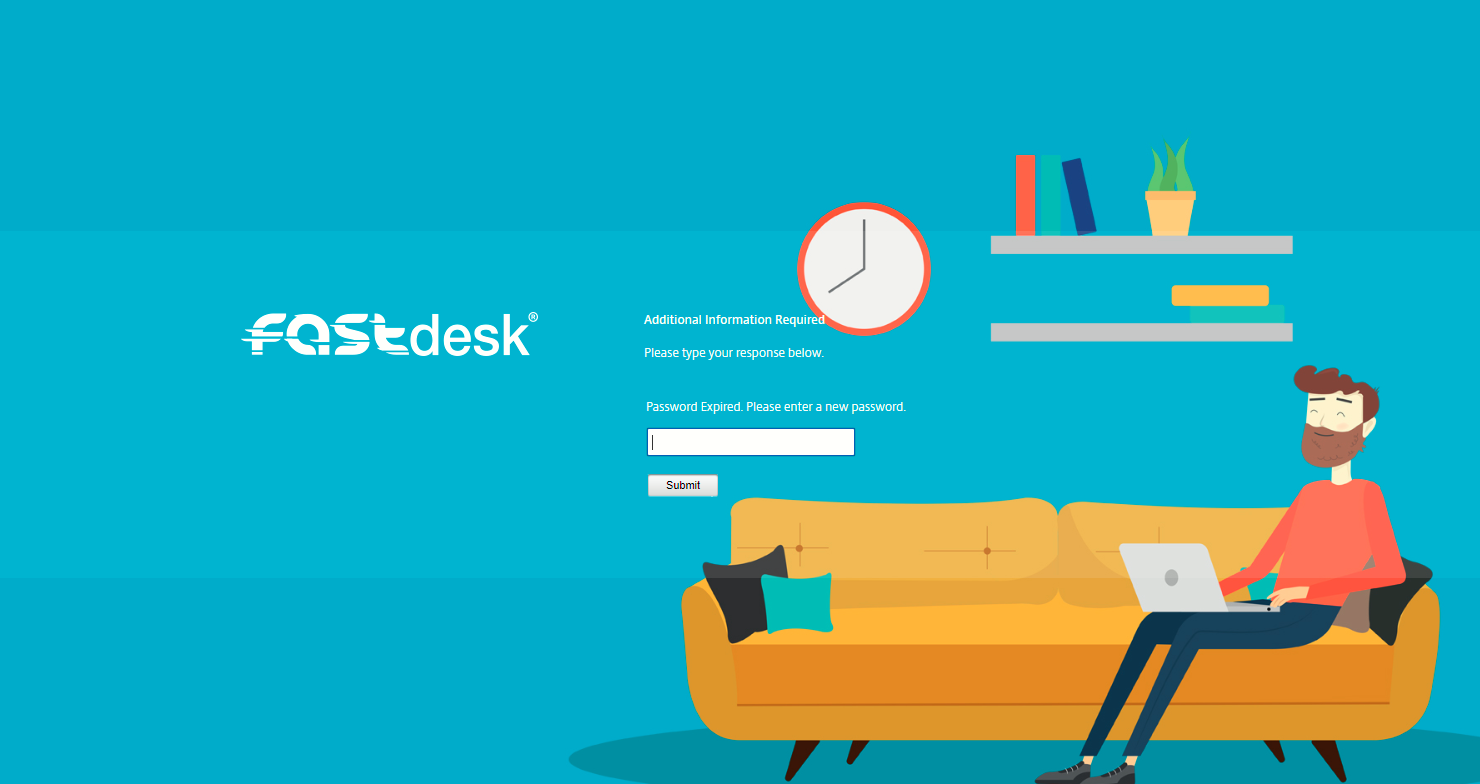 fastdesk®
Additional Information Required
Please type your response below.
Password Expired. Please enter a new password.
Submit